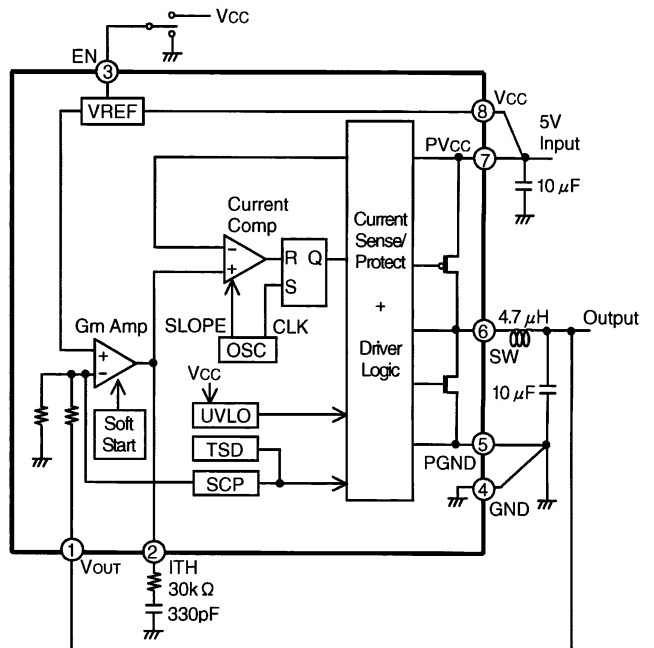 VCC
EN
3
VREF
8
VCC
5V
Input
PVCC
7
10 μF
Current
Comp
Current
Sense/
Protect
+
Driver
Logic
−
+
R Q
S
SLOPE
CLK
OSC
4.7 μH
Output
6
SW
10 μF
Gm Amp
+
−
Soft
Start
VCC
UVLO
TSD
SCP
5
PGND
4
GND
1
VOUT
2
ITH
30k Ω
330pF